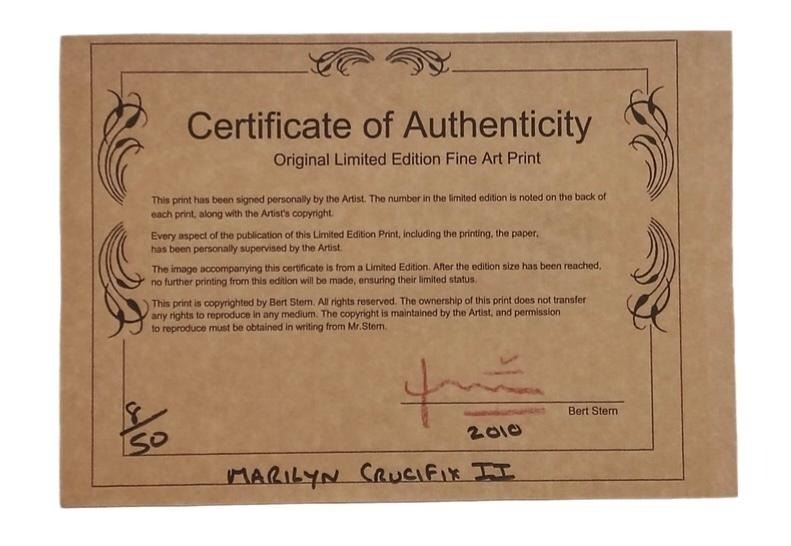 Certificate of Authenticity
Original Limited Edition Fine Art Print
This print has been signed personally by the Artist. The number in the limited edition is noted on the back of
each print, along with the Artist's copyright.
Every aspect of the publication of this Limited Edition Print, including the printing, the paper,
has been personally supervised by the Artist.
The image accompanying this certificate is from a Limited Edition. After the edition size has been reached,
no further printing from this edition will be made, ensuring their limited status.
This print is copyrighted by Bert Stern. All rights reserved. The ownership of this print does not transfer
any rights to reproduce in any medium. The copyright is maintained by the Artist, and permission
to reproduce must be obtained in writing from Mr.Stern.
Bert Stern
2010
8/50
MARILYN CRUCIFIX II